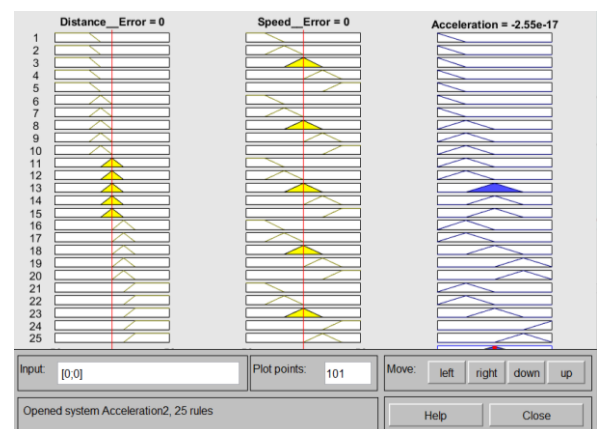 Distance__Error = 0
Speed__Error = 0
Acceleration = -2.55e-17
1
2
3
4
5
6
7
8
9
10
11
12
13
14
15
16
17
18
19
20
21
22
23
24
25
Input:
[0;0]
Plot points:
101
Move:
left
right
down
up
Opened system Acceleration2, 25 rules
Help
Close